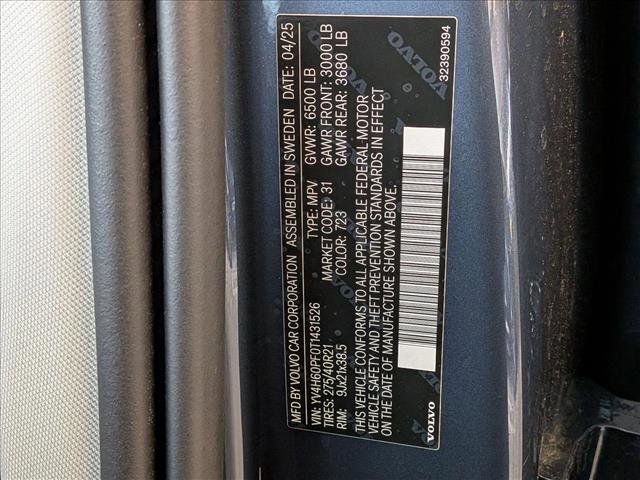 MFD BY VOLVO CAR CORPORATION ASSEMBLED IN SWEDEN DATE: 04/25
VIN: YV4H60PF0T1431526 TYPE: MPV GVWR: 6500 LB
TIRES: 275/40R21 MARKET CODE: 31 GAWR FRONT: 3000 LB
RIM: 9Jx21x38.5 COLOR: 723 GAWR REAR: 3680 LB
THIS VEHICLE CONFORMS TO ALL APPLICABLE FEDERAL MOTOR
VEHICLE SAFETY AND THEFT PREVENTION STANDARDS IN EFFECT
ON THE DATE OF MANUFACTURE SHOWN ABOVE.
VOLVO 32390594